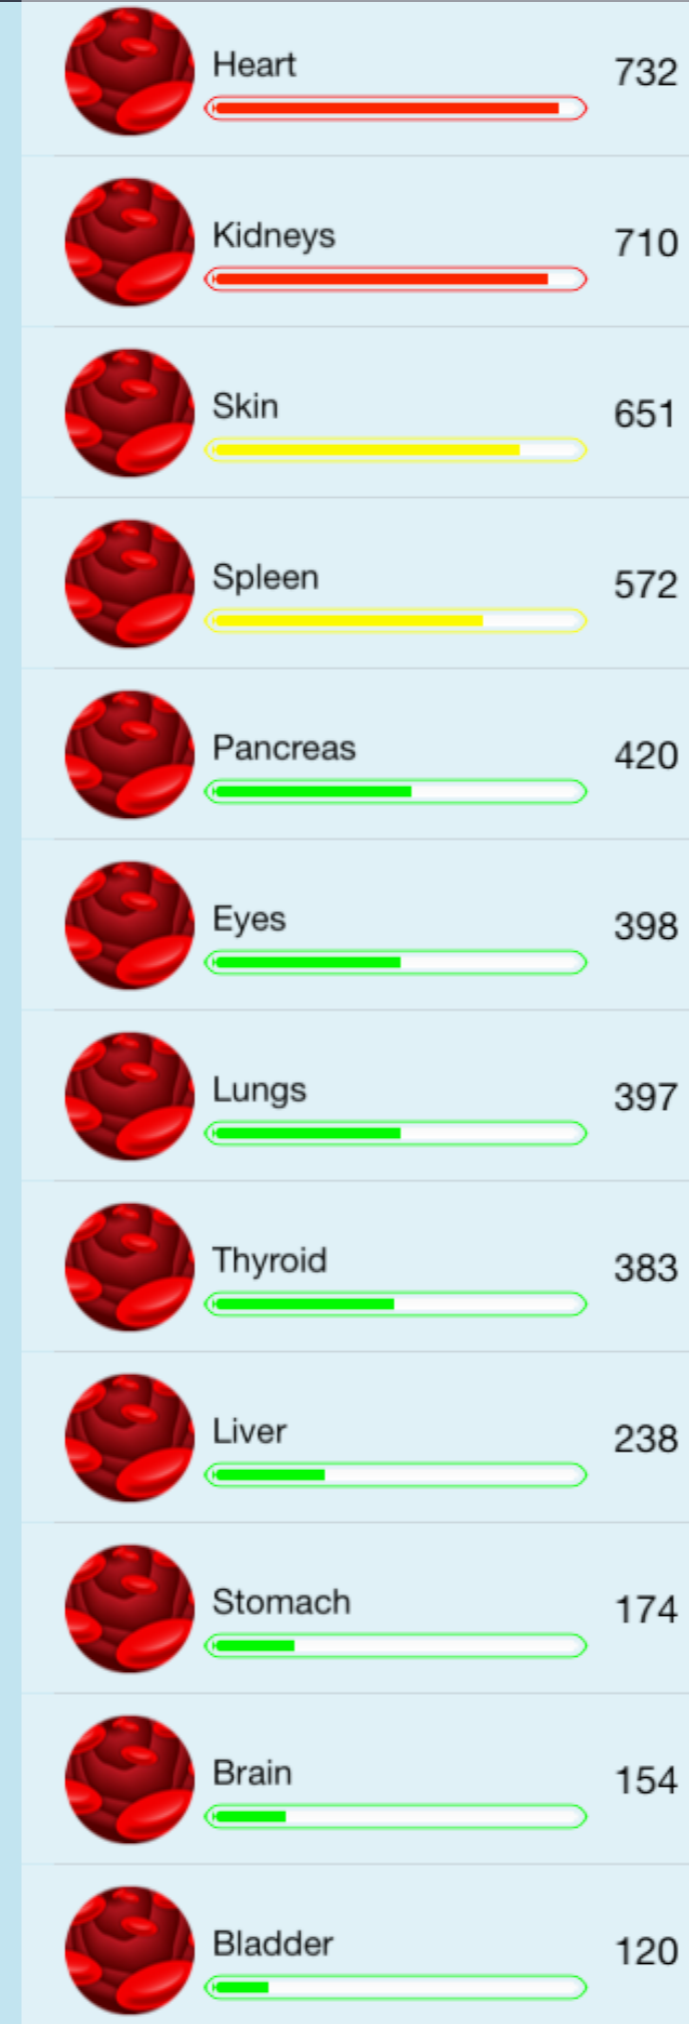 Heart 732
Kidneys 710
Skin 651
Spleen 572
Pancreas 420
Eyes 398
Lungs 397
Thyroid 383
Liver 238
Stomach 174
Brain 154
Bladder 120